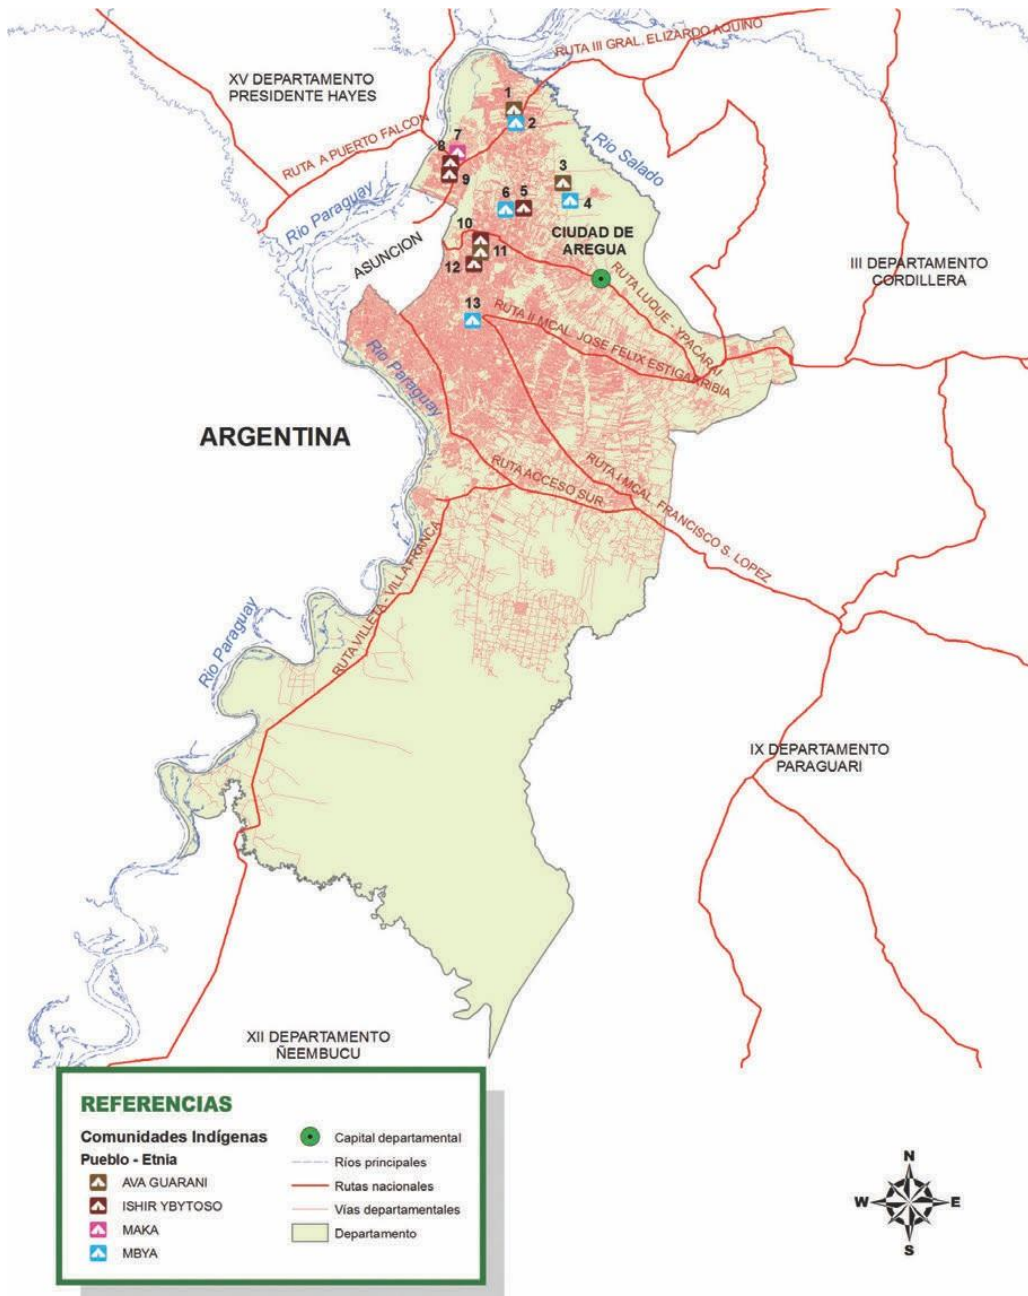 RUTA III GRAL. ELIZARDO AQUINO
XV DEPARTAMENTO
PRESIDENTE HAYES
1
2
RUTA A PUERTO FALCON
7
8
9
Rio Salado
3
4
6
5
Rio Paraguay
ASUNCION
10
11
12
CIUDAD DE
AREGUA
III DEPARTAMENTO
CORDILLERA
RUTA LUQUE - YPACARAI
13
RUTA II MCAL. JOSE FELIX ESTIGARRIBIA
Rio Paraguay
ARGENTINA
RUTA ACCESO SUR
RUTA I MCAL. FRANCISCO S. LOPEZ
RUTA VILLETA - VILLA FRANCA
Rio Paraguay
IX DEPARTAMENTO
PARAGUARI
XII DEPARTAMENTO
ÑEEMBUCU
REFERENCIAS
Comunidades Indígenas
Pueblo - Etnia
AVA GUARANI
ISHIR YBYTOSO
MAKA
MBYA
Capital departamental
Ríos principales
Rutas nacionales
Vías departamentales
Departamento
N
W
E
S